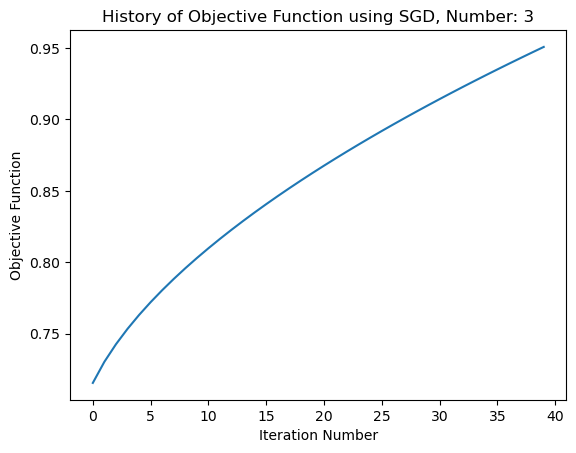 History of Objective Function using SGD, Number: 3
0.95
0.90
0.85
0.80
0.75
Objective Function
0 5 10 15 20 25 30 35 40
Iteration Number